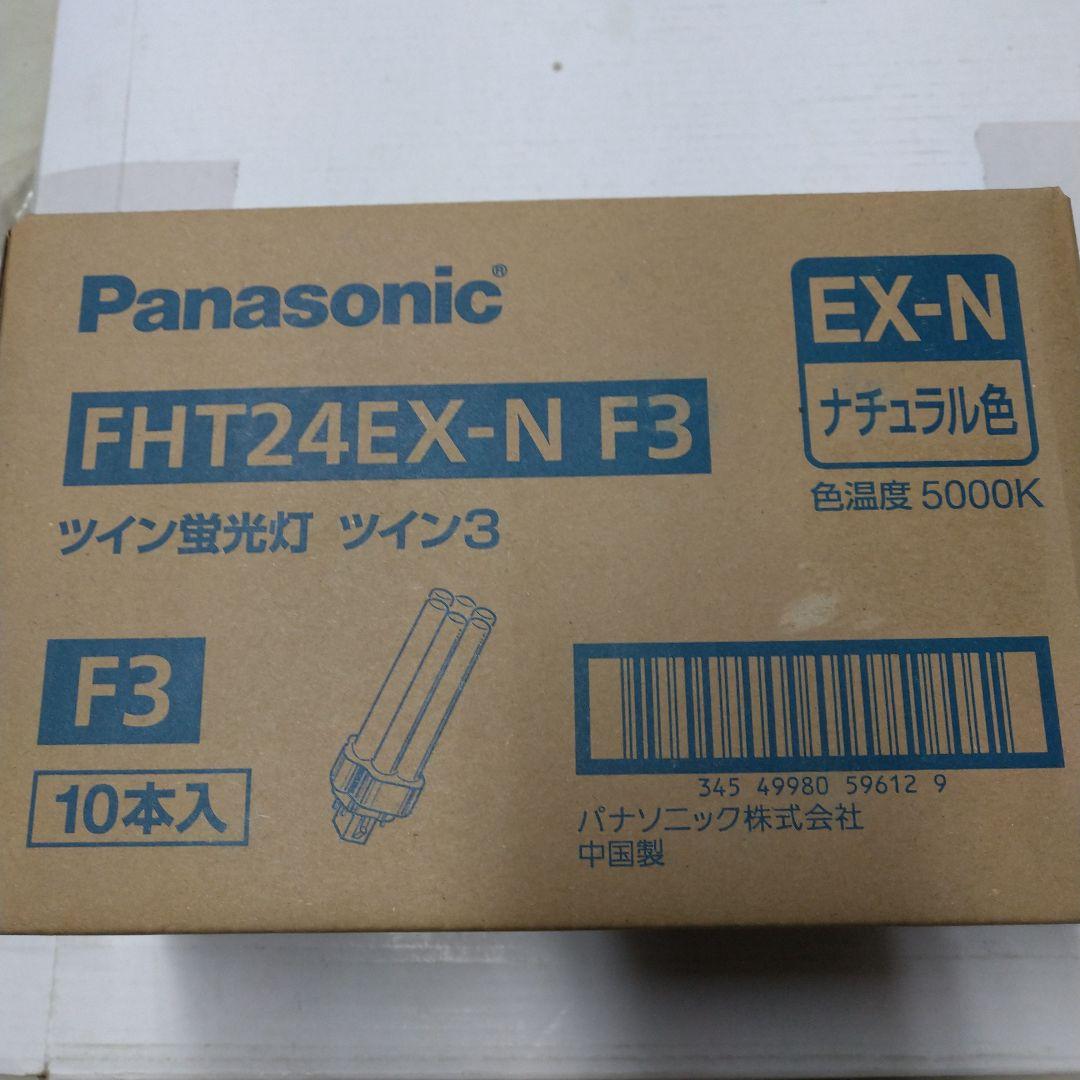 Panasonic®
EX-N
ナチュラル色
FHT24EX-N F3
色温度 5000K
ツイン蛍光灯 ツイン3
F3
10本入
345 49980 59612 9
パナソニック株式会社
中国製